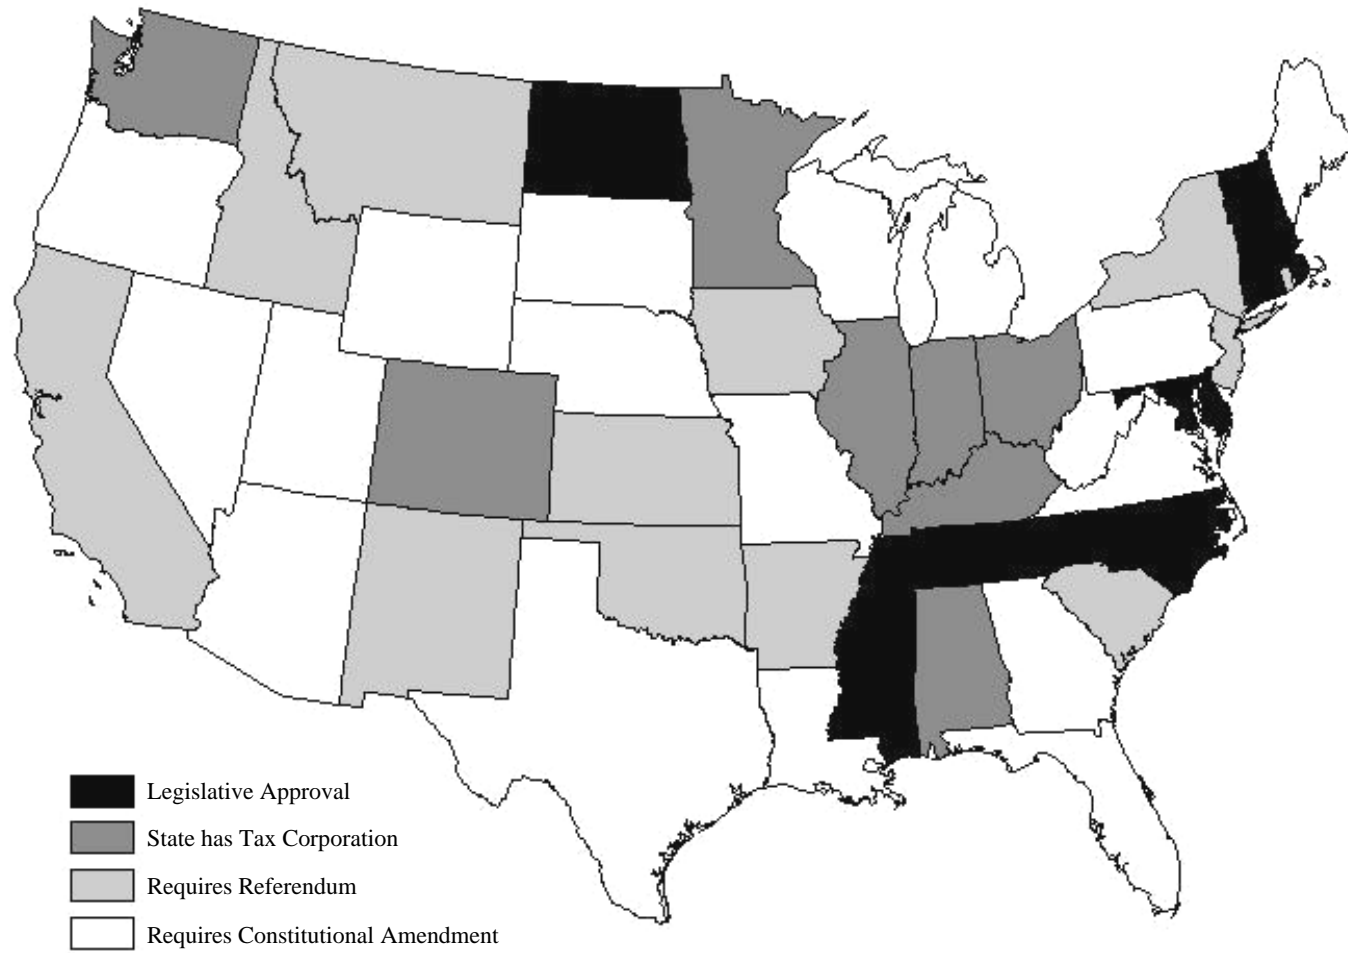 Legislative Approval
State has Tax Corporation
Requires Referendum
Requires Constitutional Amendment